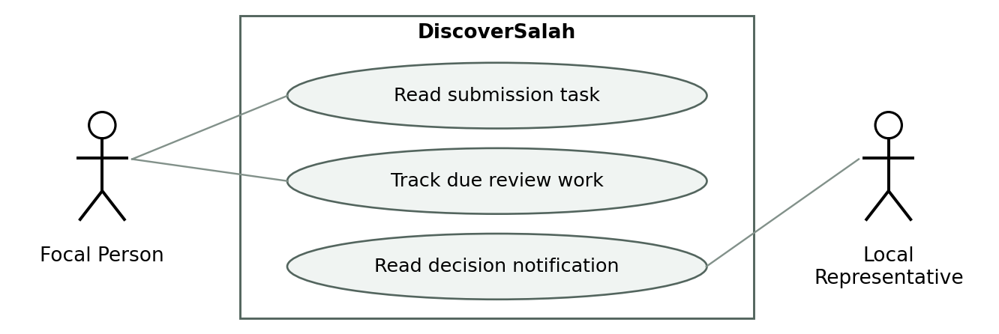 DiscoverSalah
Read submission task
Track due review work
Read decision notification
Focal Person
Local
Representative